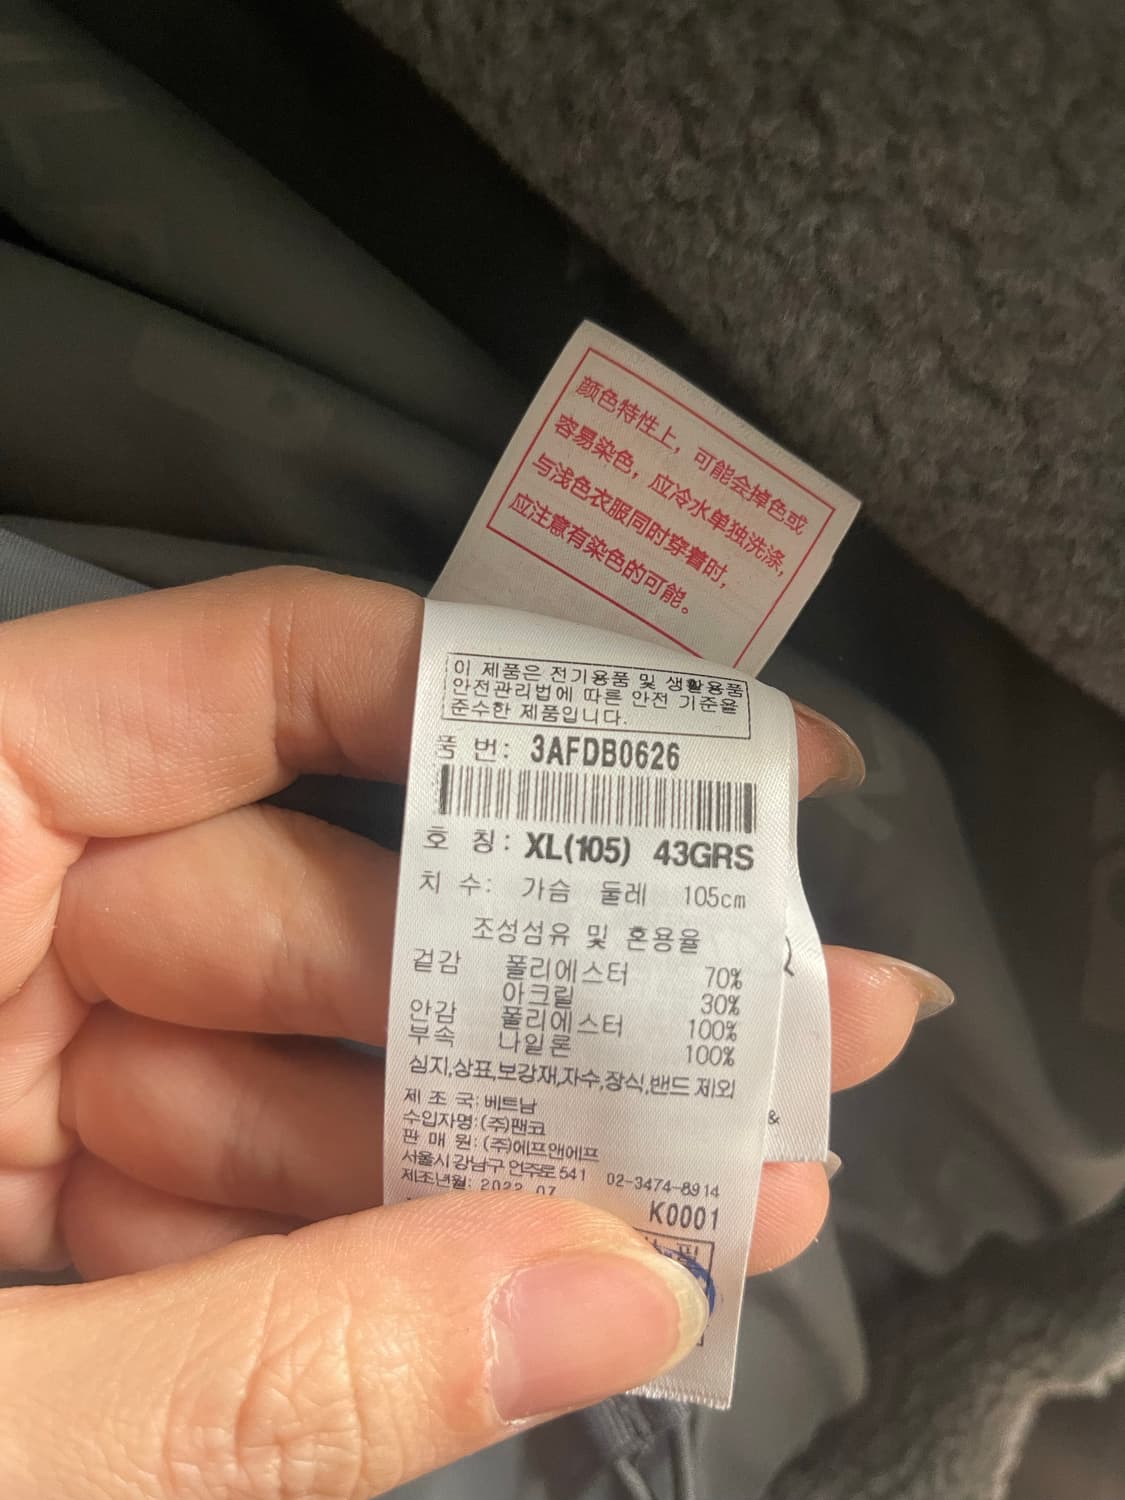 颜色特性上，可能会掉色或
容易染色，应冷水单独洗涤，
与浅色衣服同时穿着时，
应注意有染色的可能。
이 제품은 전기용품 및 생활용품
안전관리법에 따른 안전 기준을
준수한 제품입니다.
품 번: 3AFDB0626
호 칭: XL(105) 43GRS
치 수: 가슴 둘레 105cm
조성섬유 및 혼용율
겉감 폴리에스터 70%
아크릴 30%
안감 폴리에스터 100%
부속 나일론 100%
심지,상표,보강재,자수,장식,밴드 제외
제 조 국: 베트남
수입자명: (주)팬코
판 매 원: (주)에프앤에프
서울시 강남구 언주로 541 02-3474-8914
제조년월: 2022. 07
K0001
&